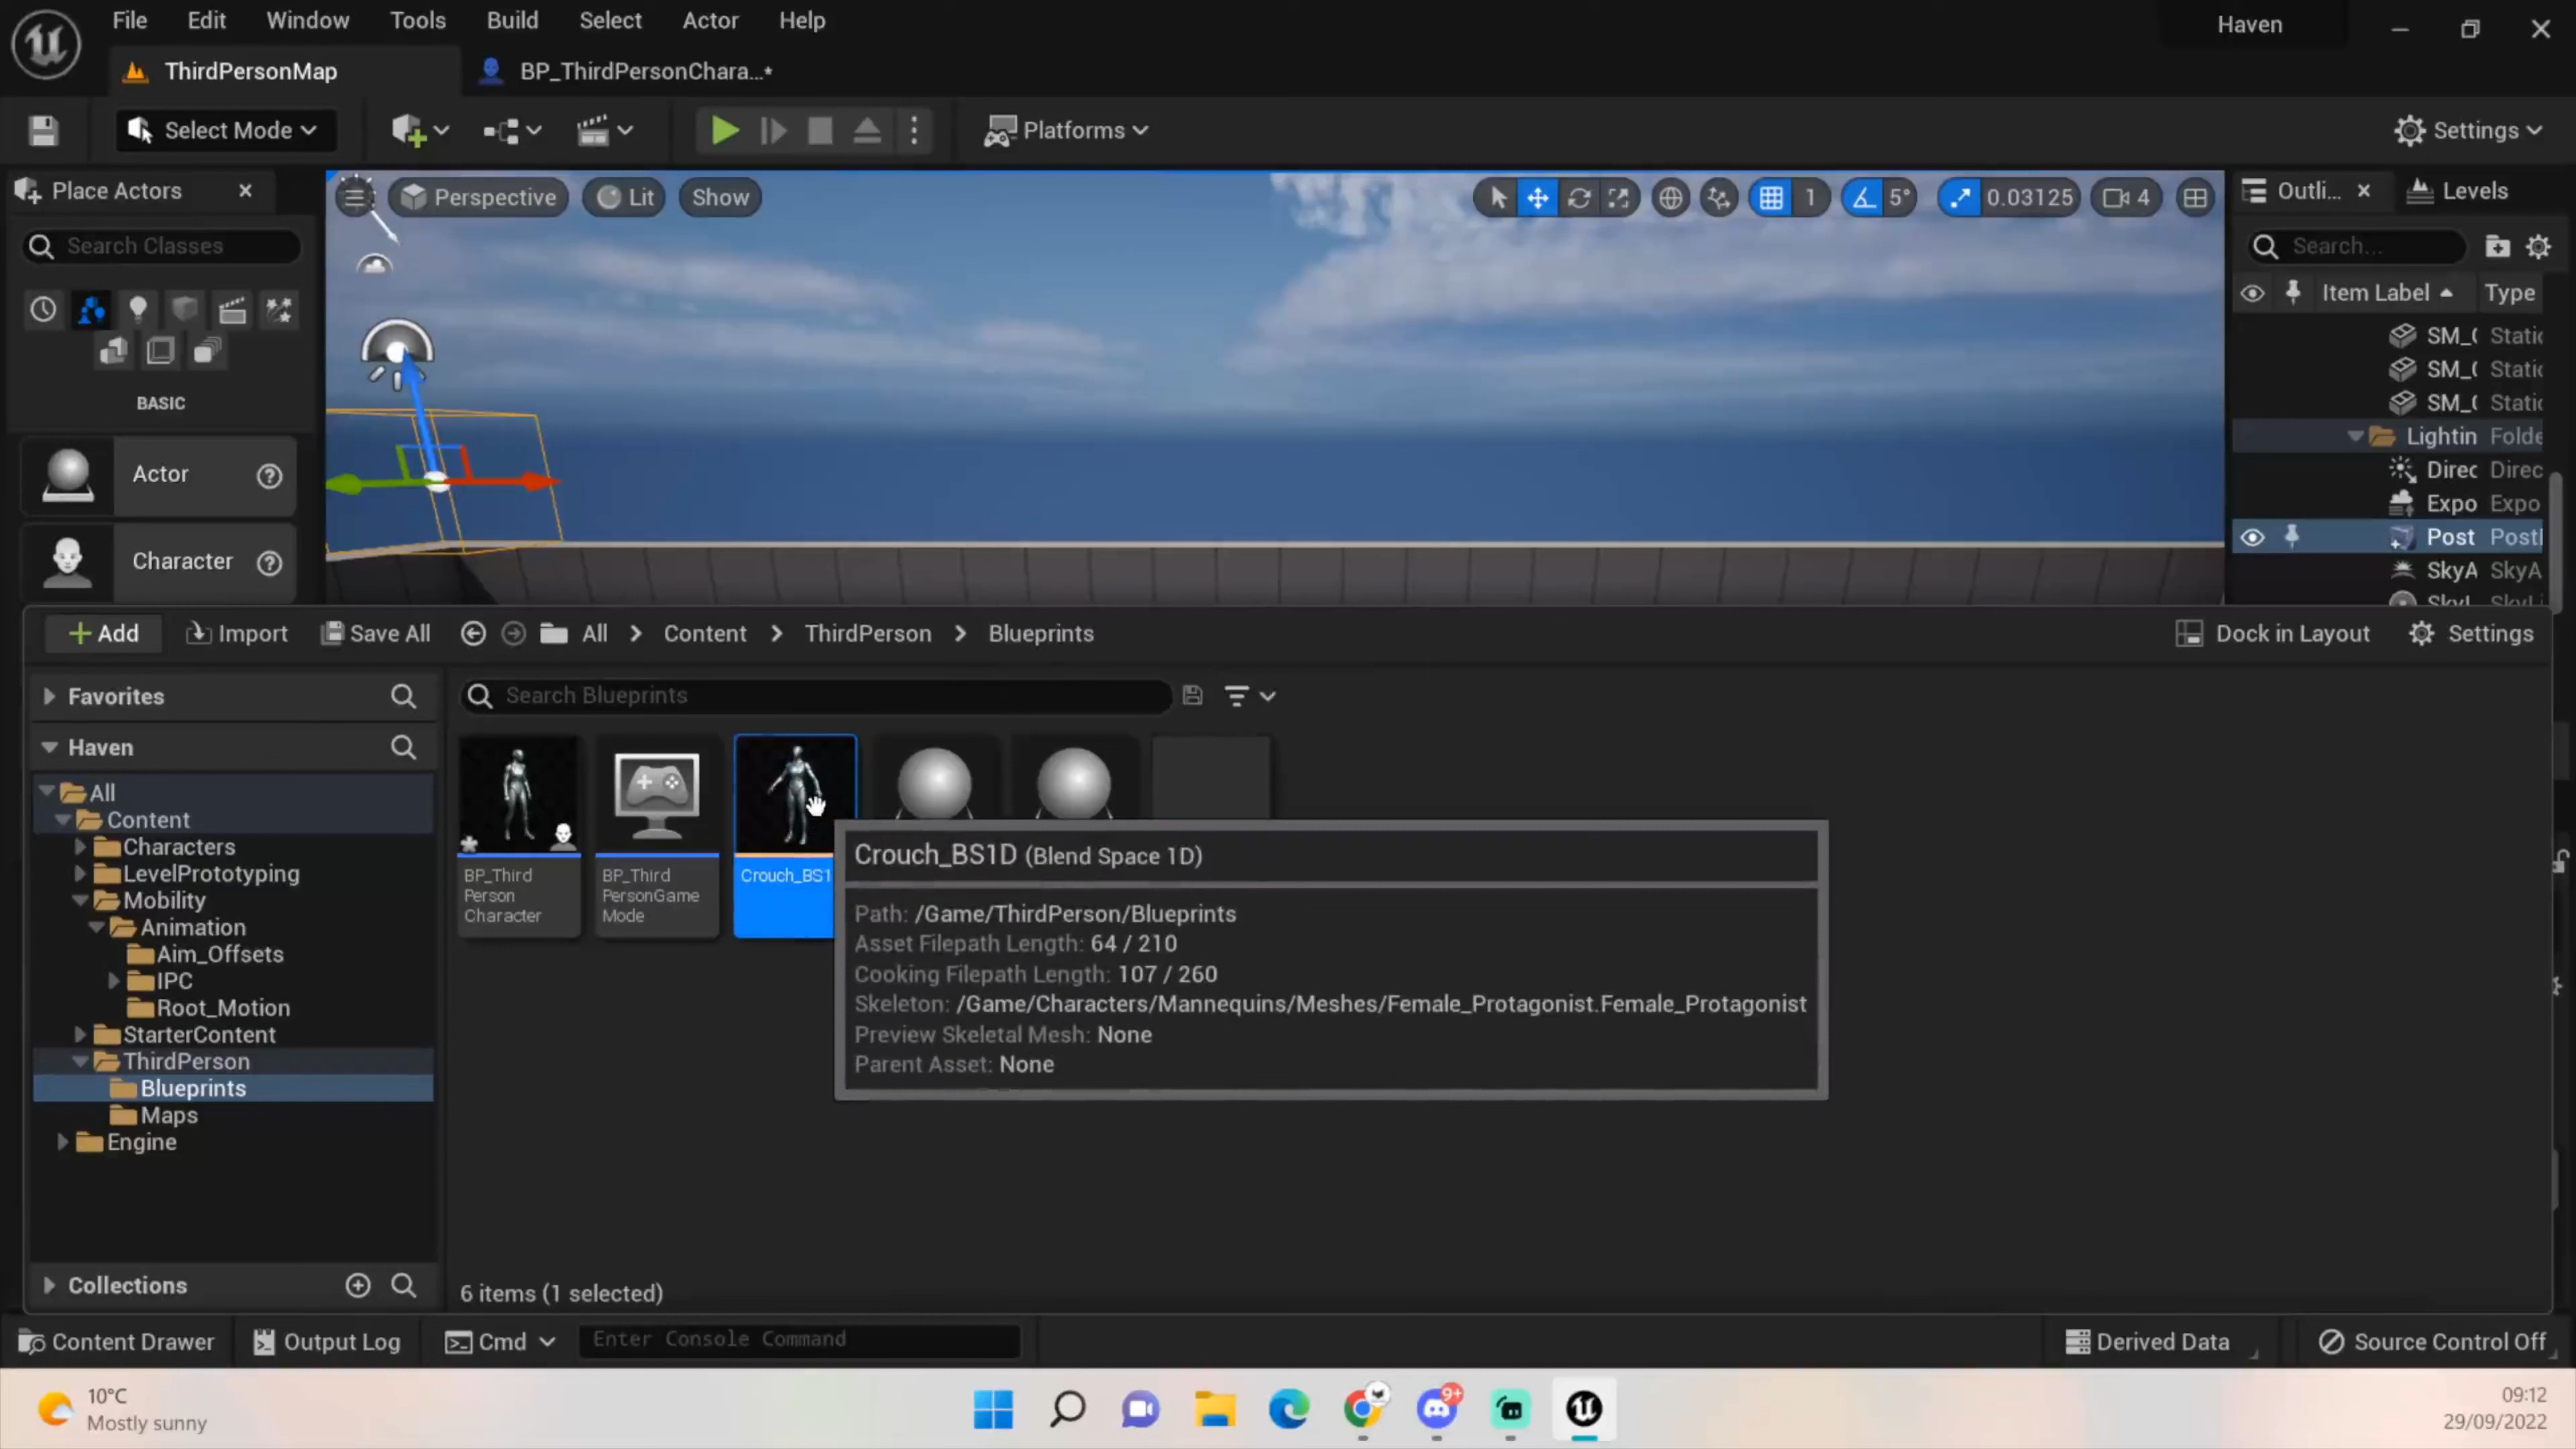 File Edit Window Tools Build Select Actor Help Haven
ThirdPersonMap BP_ThirdPersonChara...*
Select Mode Platforms Settings
Place Actors Perspective Lit Show 1 5° 0.03125 4 Outli... Levels
Search Classes Search...
Item Label Type
SM_( Static
SM_( Static
BASIC SM_( Static
Lightin Folde
Actor Direc Direc
Expo Expo
Post Postl
Character SkyA SkyA
Add Import Save All All > Content > ThirdPerson > Blueprints Dock in Layout Settings
Favorites Search Blueprints
Haven
All
Content
Characters
LevelPrototyping
Mobility
Animation
Aim_Offsets
IPC
Root_Motion
StarterContent
ThirdPerson
Blueprints
Maps
Engine
BP_Third
Person
Character
BP_Third
PersonGame
Mode
Crouch_BS1
Crouch_BS1D (Blend Space 1D)
Path: /Game/ThirdPerson/Blueprints
Asset Filepath Length: 64 / 210
Cooking Filepath Length: 107 / 260
Skeleton: /Game/Characters/Mannequins/Meshes/Female_Protagonist.Female_Protagonist
Preview Skeletal Mesh: None
Parent Asset: None
Collections 6 items (1 selected)
Content Drawer Output Log Cmd Enter Console Command Derived Data Source Control Off
10°C
Mostly sunny
9+
09:12
29/09/2022